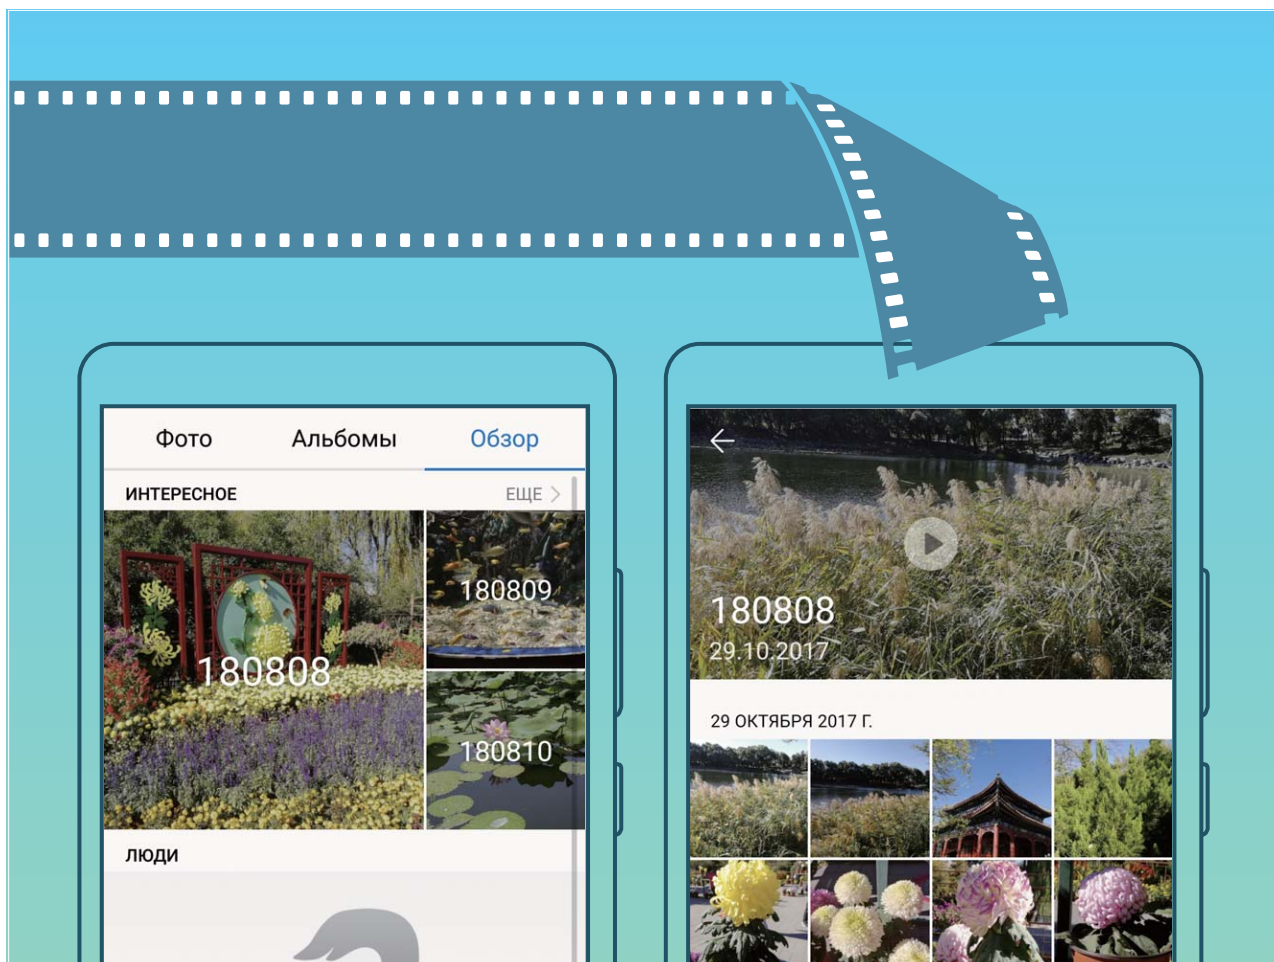 Фото Альбомы Обзор
ИНТЕРЕСНОЕ ЕЩЕ
180808
180809
180810
ЛЮДИ
180808
29.10.2017
29 ОКТЯБРЯ 2017 Г.